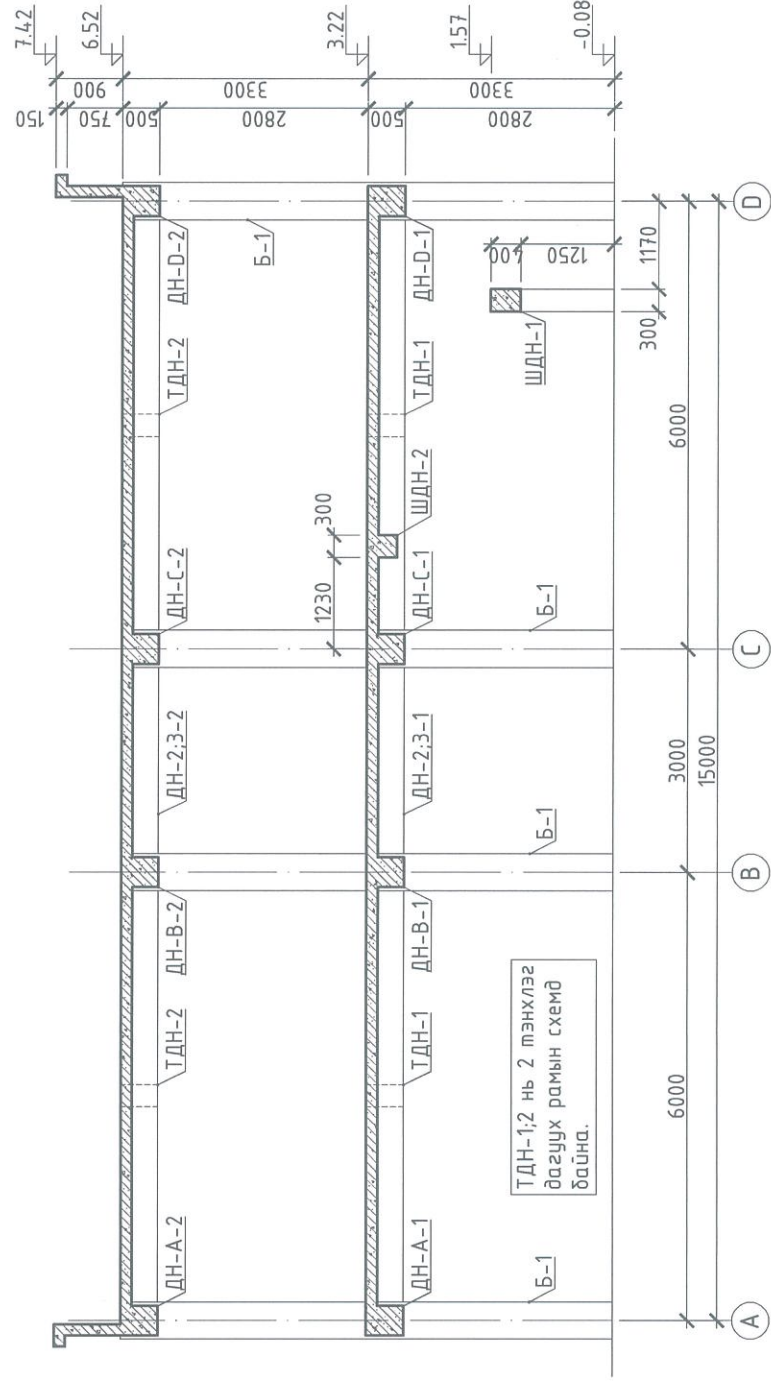 7.42
6.52
3.22
1.57
-0.08
900
3300
3300
150
750
500
2800
500
2800
ДН-А-2
ТДН-2
ДН-В-2
ДН-2;3-2
ДН-С-2
ТДН-2
ДН-D-2
Б-1
1230
300
ДН-А-1
ТДН-1
ДН-В-1
ДН-2;3-1
ДН-С-1
ШДН-2
ТДН-1
ДН-D-1
400
1250
ШДН-1
ТДН-1;2 нь 2 тэнхлэг
дагуух рамын схемд
байна.
Б-1
Б-1
Б-1
300
1170
6000
3000
6000
15000
A
B
C
D